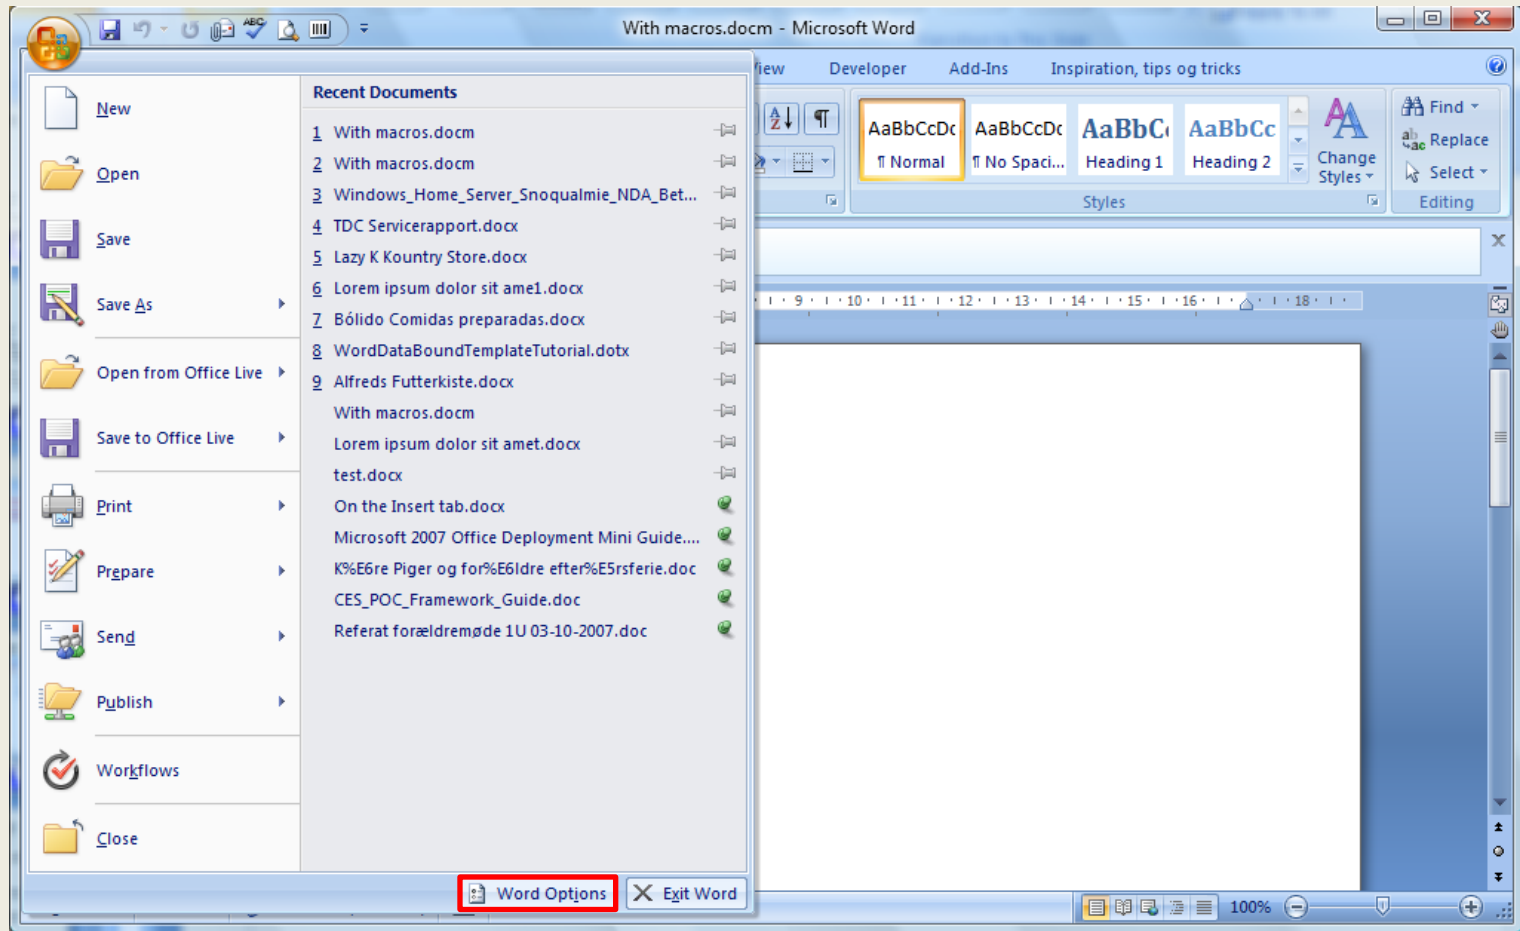 With macros.docm - Microsoft Word
ABC
Developer Add-Ins Inspiration, tips og tricks
AaBbCcDc AaBbCcDc AaBbC AaBbCc
¶ Normal ¶ No Spaci... Heading 1 Heading 2
Change
Styles
Find
Replace
Select
Styles
Editing
9 10 11 12 13 14 15 16 18
New
Open
Save
Save As
Open from Office Live
Save to Office Live
Print
Prepare
Send
Publish
Workflows
Close
Recent Documents
1 With macros.docm
2 With macros.docm
3 Windows_Home_Server_Snoqualmie_NDA_Bet...
4 TDC Servicerapport.docx
5 Lazy K Kountry Store.docx
6 Lorem ipsum dolor sit ame1.docx
7 Bólido Comidas preparadas.docx
8 WordDataBoundTemplateTutorial.dotx
9 Alfreds Futterkiste.docx
With macros.docm
Lorem ipsum dolor sit amet.docx
test.docx
On the Insert tab.docx
Microsoft 2007 Office Deployment Mini Guide....
K%E6re Piger og for%E6ldre efter%E5rsferie.doc
CES_POC_Framework_Guide.doc
Referat forældremøde 1U 03-10-2007.doc
Word Options
Exit Word
100%